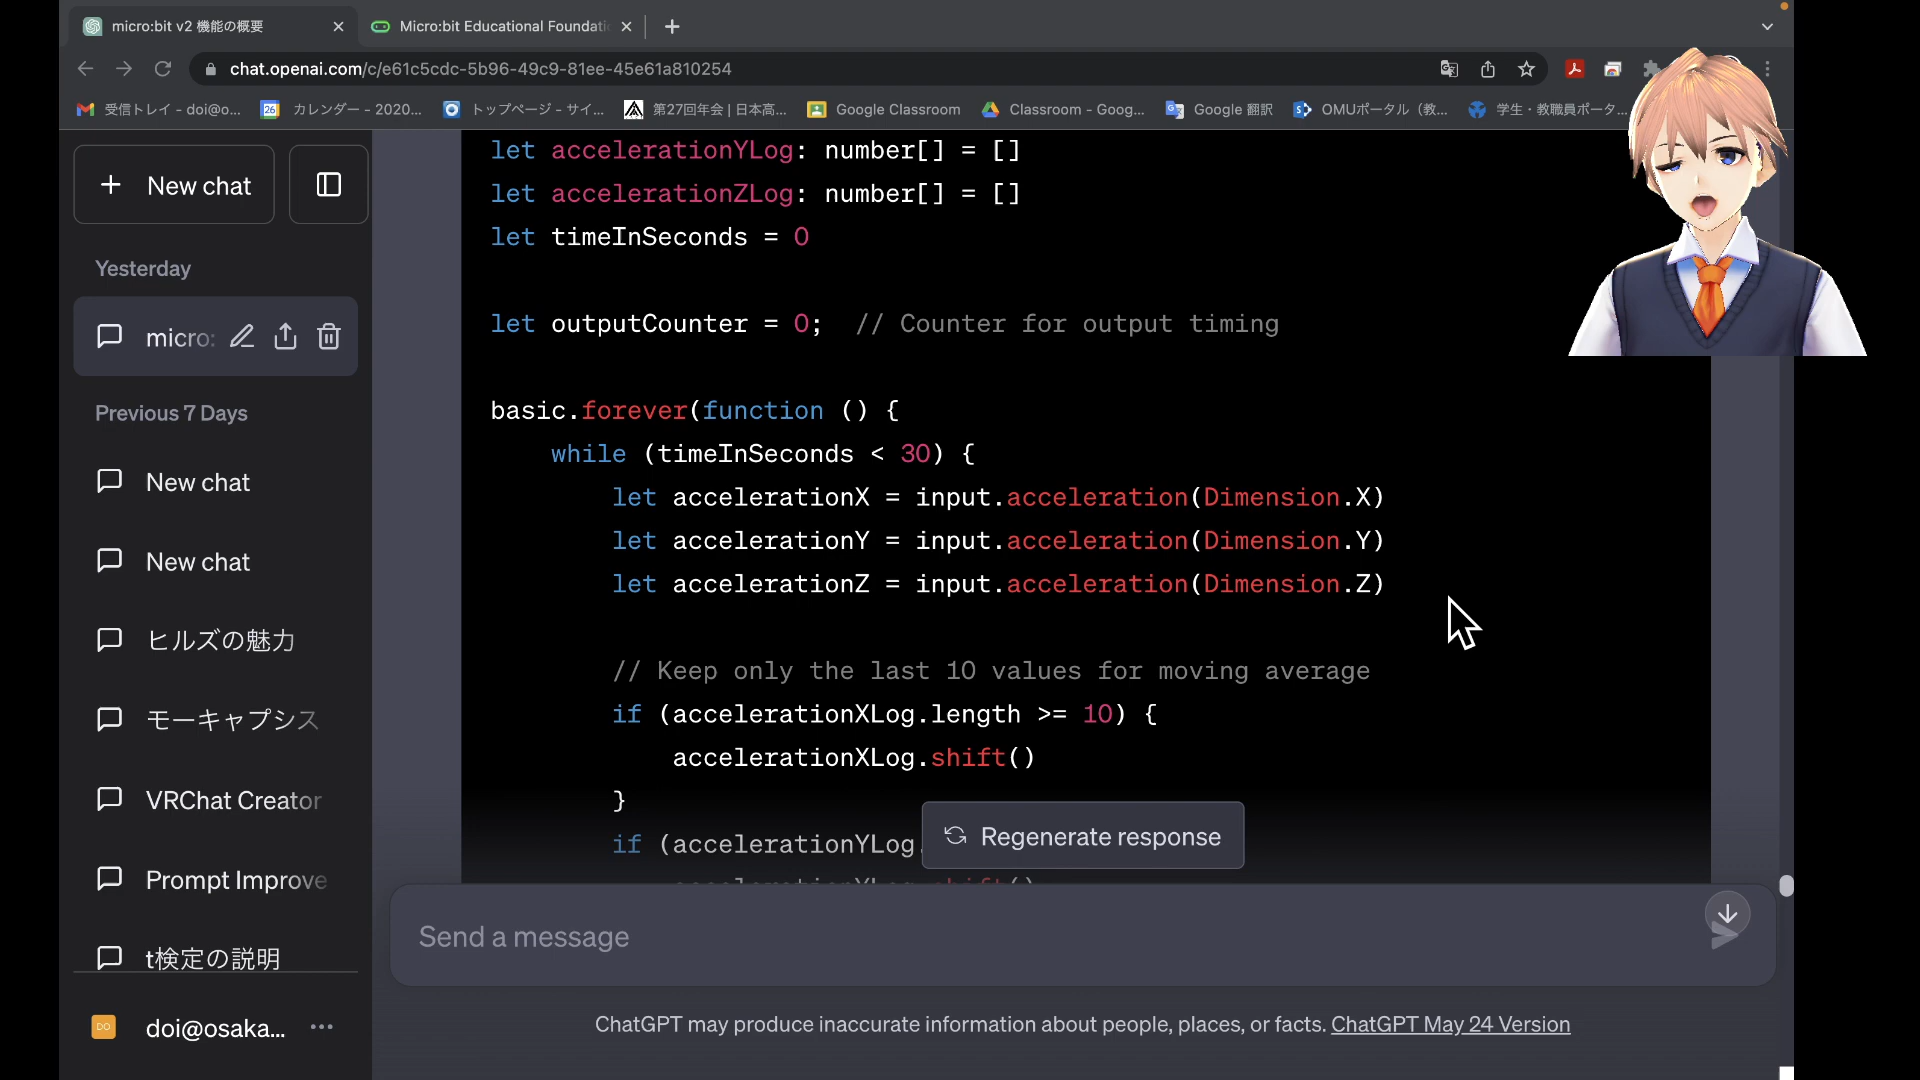 micro:bit v2 機能の概要
Micro:bit Educational Foundati
chat.openai.com/c/e61c5cdc-5b96-49c9-81ee-45e61a810254
受信トレイ - doi@o...
26
カレンダー - 2020...
トップページ - サイ...
第27回年会 | 日本高...
Google Classroom
Classroom - Goog...
Google 翻訳
OMUポータル（教...
学生・教職員ポータ...
New chat
Yesterday
micro:
Previous 7 Days
New chat
New chat
ヒルズの魅力
モーキャプシス
VRChat Creator
Prompt Improve
t検定の説明
DO
doi@osaka...
let accelerationYLog: number[] = []
let accelerationZLog: number[] = []
let timeInSeconds = 0
let outputCounter = 0;  // Counter for output timing
basic.forever(function () {
while (timeInSeconds < 30) {
let accelerationX = input.acceleration(Dimension.X)
let accelerationY = input.acceleration(Dimension.Y)
let accelerationZ = input.acceleration(Dimension.Z)
// Keep only the last 10 values for moving average
if (accelerationXLog.length >= 10) {
accelerationXLog.shift()
}
if (accelerationYLog.
Regenerate response
Send a message
ChatGPT may produce inaccurate information about people, places, or facts. ChatGPT May 24 Version